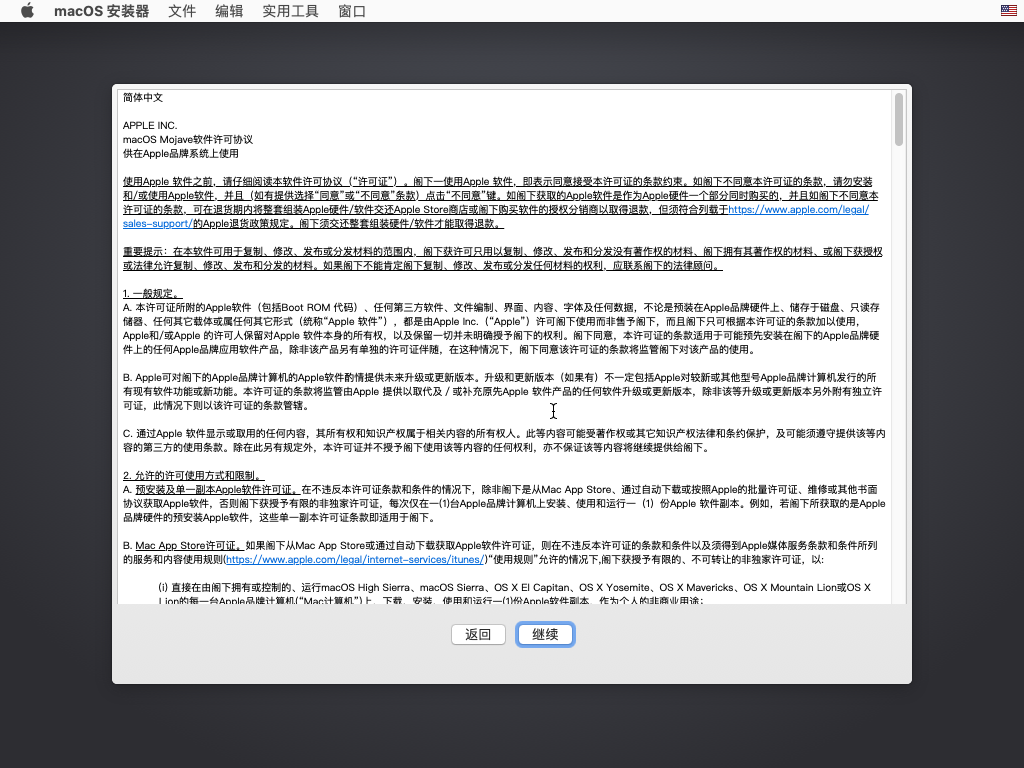 macOS 安装器 文件 编辑 实用工具 窗口
简体中文
APPLE INC.
macOS Mojave软件许可协议
供在Apple品牌系统上使用
使用Apple 软件之前，请仔细阅读本软件许可协议（“许可证”）。阁下一使用Apple 软件，即表示同意接受本许可证的条款约束。如阁下不同意本许可证的条款，请勿安装
和/或使用Apple软件，并且（如有提供选择“同意”或“不同意”条款）点击“不同意”键。如阁下获取的Apple软件是作为Apple硬件一个部分同时购买的，并且如阁下不同意本
许可证的条款，可在退货期内将整套组装Apple硬件/软件交还Apple Store商店或阁下购买软件的授权分销商以取得退款，但须符合列载于https://www.apple.com/legal/
sales-support/的Apple退货政策规定。阁下须交还整套组装硬件/软件才能取得退款。
重要提示：在本软件可用于复制、修改、发布或分发材料的范围内，阁下获许可只用以复制、修改、发布和分发没有著作权的材料、阁下拥有其著作权的材料、或阁下获授权
或法律允许复制、修改、发布和分发的材料。如果阁下不能肯定阁下复制、修改、发布或分发任何材料的权利，应联系阁下的法律顾问。
1. 一般规定。
A. 本许可证所附的Apple软件（包括Boot ROM 代码）、任何第三方软件、文件编制、界面、内容、字体及任何数据，不论是预装在Apple品牌硬件上、储存于磁盘、只读存
储器、任何其它载体或属任何其它形式（统称“Apple 软件”），都是由Apple Inc.（“Apple”）许可阁下使用而非售予阁下，而且阁下只可根据本许可证的条款加以使用，
Apple和/或Apple 的许可人保留对Apple 软件本身的所有权，以及保留一切并未明确授予阁下的权利。阁下同意，本许可证的条款适用于可能预先安装在阁下的Apple品牌硬
件上的任何Apple品牌应用软件产品，除非该产品另有单独的许可证伴随，在这种情况下，阁下同意该许可证的条款将监管阁下对该产品的使用。
B. Apple可对阁下的Apple品牌计算机的Apple软件酌情提供未来升级或更新版本。升级和更新版本（如果有）不一定包括Apple对较新或其他型号Apple品牌计算机发行的所
有现有软件功能或新功能。本许可证的条款将监管由Apple 提供以取代及 / 或补充原先Apple 软件产品的任何软件升级或更新版本，除非该等升级或更新版本另外附有独立许
可证，此情况下则以该许可证的条款管辖。
C. 通过Apple 软件显示或取用的任何内容，其所有权和知识产权属于相关内容的所有权人。此等内容可能受著作权或其它知识产权法律和条约保护，及可能须遵守提供该等内
容的第三方的使用条款。除在此另有规定外，本许可证并不授予阁下使用该等内容的任何权利，亦不保证该等内容将继续提供给阁下。
2. 允许的许可使用方式和限制。
A. 预安装及单一副本Apple软件许可证。在不违反本许可证条款和条件的情况下，除非阁下是从Mac App Store、通过自动下载或按照Apple的批量许可证、维修或其他书面
协议获取Apple软件，否则阁下获授予有限的非独家许可证，每次仅在一(1)台Apple品牌计算机上安装、使用和运行一（1）份Apple 软件副本。例如，若阁下所获取的是Apple
品牌硬件的预安装Apple软件，这些单一副本许可证条款即适用于阁下。
B. Mac App Store许可证。如果阁下从Mac App Store或通过自动下载获取Apple软件许可证，则在不违反本许可证的条款和条件以及须得到Apple媒体服务条款和条件所列
的服务和内容使用规则(https://www.apple.com/legal/internet-services/itunes/)“使用规则”允许的情况下,阁下获授予有限的、不可转让的非独家许可证，以:
(i) 直接在由阁下拥有或控制的、运行macOS High Sierra、macOS Sierra、OS X El Capitan、OS X Yosemite、OS X Mavericks、OS X Mountain Lion或OS X
Lion的每一台Apple品牌计算机(“Mac计算机”)上，下载、安装、使用和运行一(1)份Apple软件副本，作为个人的非商业用途；
返回 继续